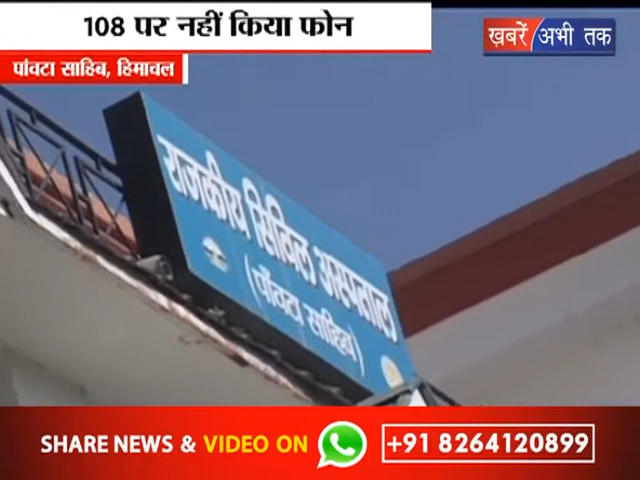 108 पर नहीं किया फोन
ख़बरें अभी तक
पांवटा साहिब, हिमाचल
राजकीय सिविल अस्पताल
(पाँवटा साहिब)
SHARE NEWS & VIDEO ON
+91 8264120899